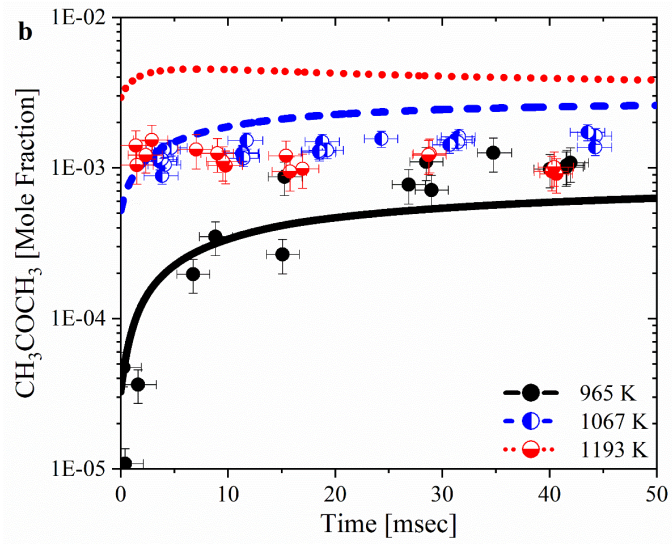 b
1E-02
1E-03
1E-04
1E-05
CH₃COCH₃ [Mole Fraction]
965 K
1067 K
1193 K
0 10 20 30 40 50
Time [msec]